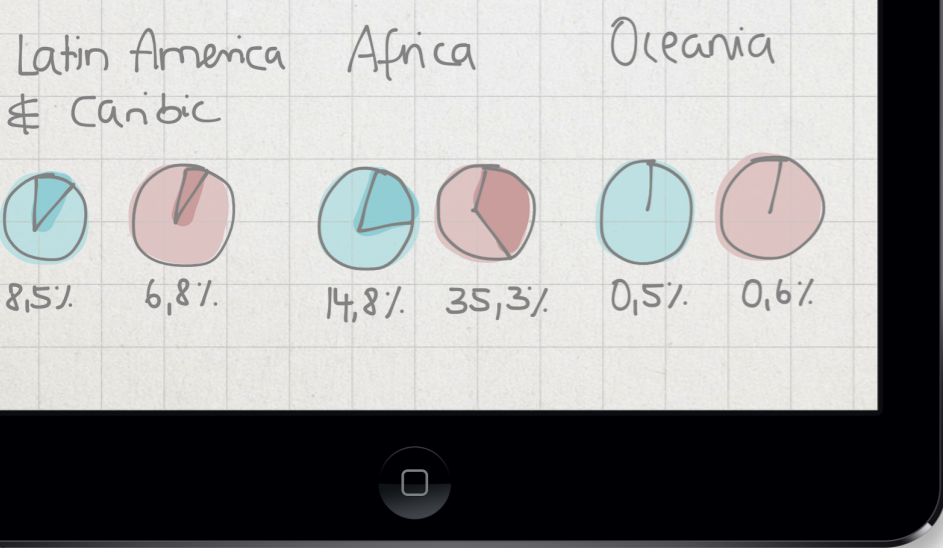 Latin America
& Caribic
8,5%
6,8%
Africa
14,8%
35,3%
Oceania
0,5%
0,6%